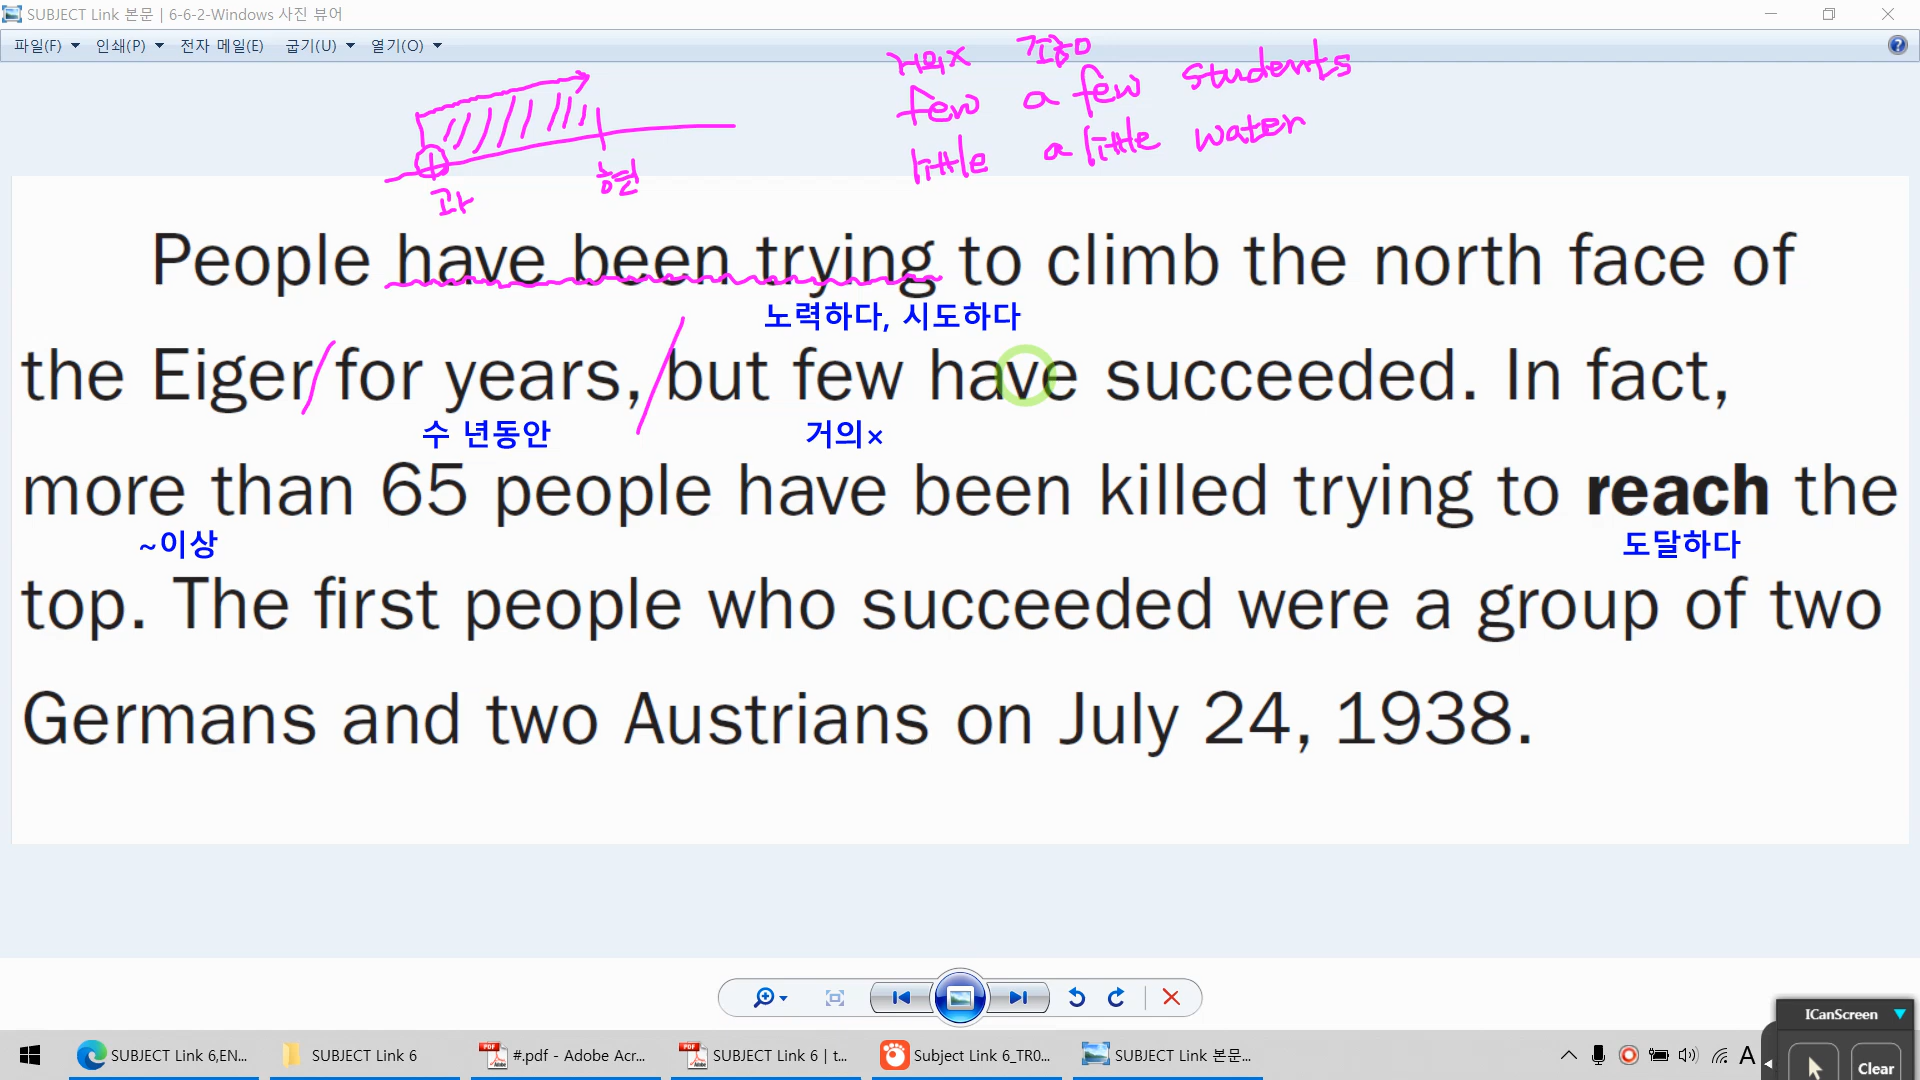 SUBJECT Link 본문 | 6-6-2-Windows 사진 뷰어
파일(F) 인쇄(P) 전자 메일(E) 굽기(U) 열기(O)
거의x 조금
few a few students
little a little water
과 현
People have been trying to climb the north face of
노력하다, 시도하다
the Eiger for years, but few have succeeded. In fact,
수 년동안 거의×
more than 65 people have been killed trying to reach the
~이상 도달하다
top. The first people who succeeded were a group of two
Germans and two Austrians on July 24, 1938.
ICanScreen
SUBJECT Link 6,EN... SUBJECT Link 6 #.pdf - Adobe Acr... SUBJECT Link 6 | t... Subject Link 6_TR0... SUBJECT Link 본문... A Clear